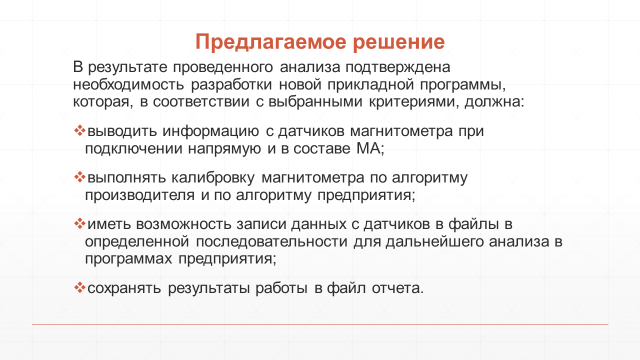 Предлагаемое решение
В результате проведенного анализа подтверждена
необходимость разработки новой прикладной программы,
которая, в соответствии с выбранными критериями, должна:
❖выводить информацию с датчиков магнитометра при
подключении напрямую и в составе МА;
❖выполнять калибровку магнитометра по алгоритму
производителя и по алгоритму предприятия;
❖иметь возможность записи данных с датчиков в файлы в
определенной последовательности для дальнейшего анализа в
программах предприятия;
❖сохранять результаты работы в файл отчета.